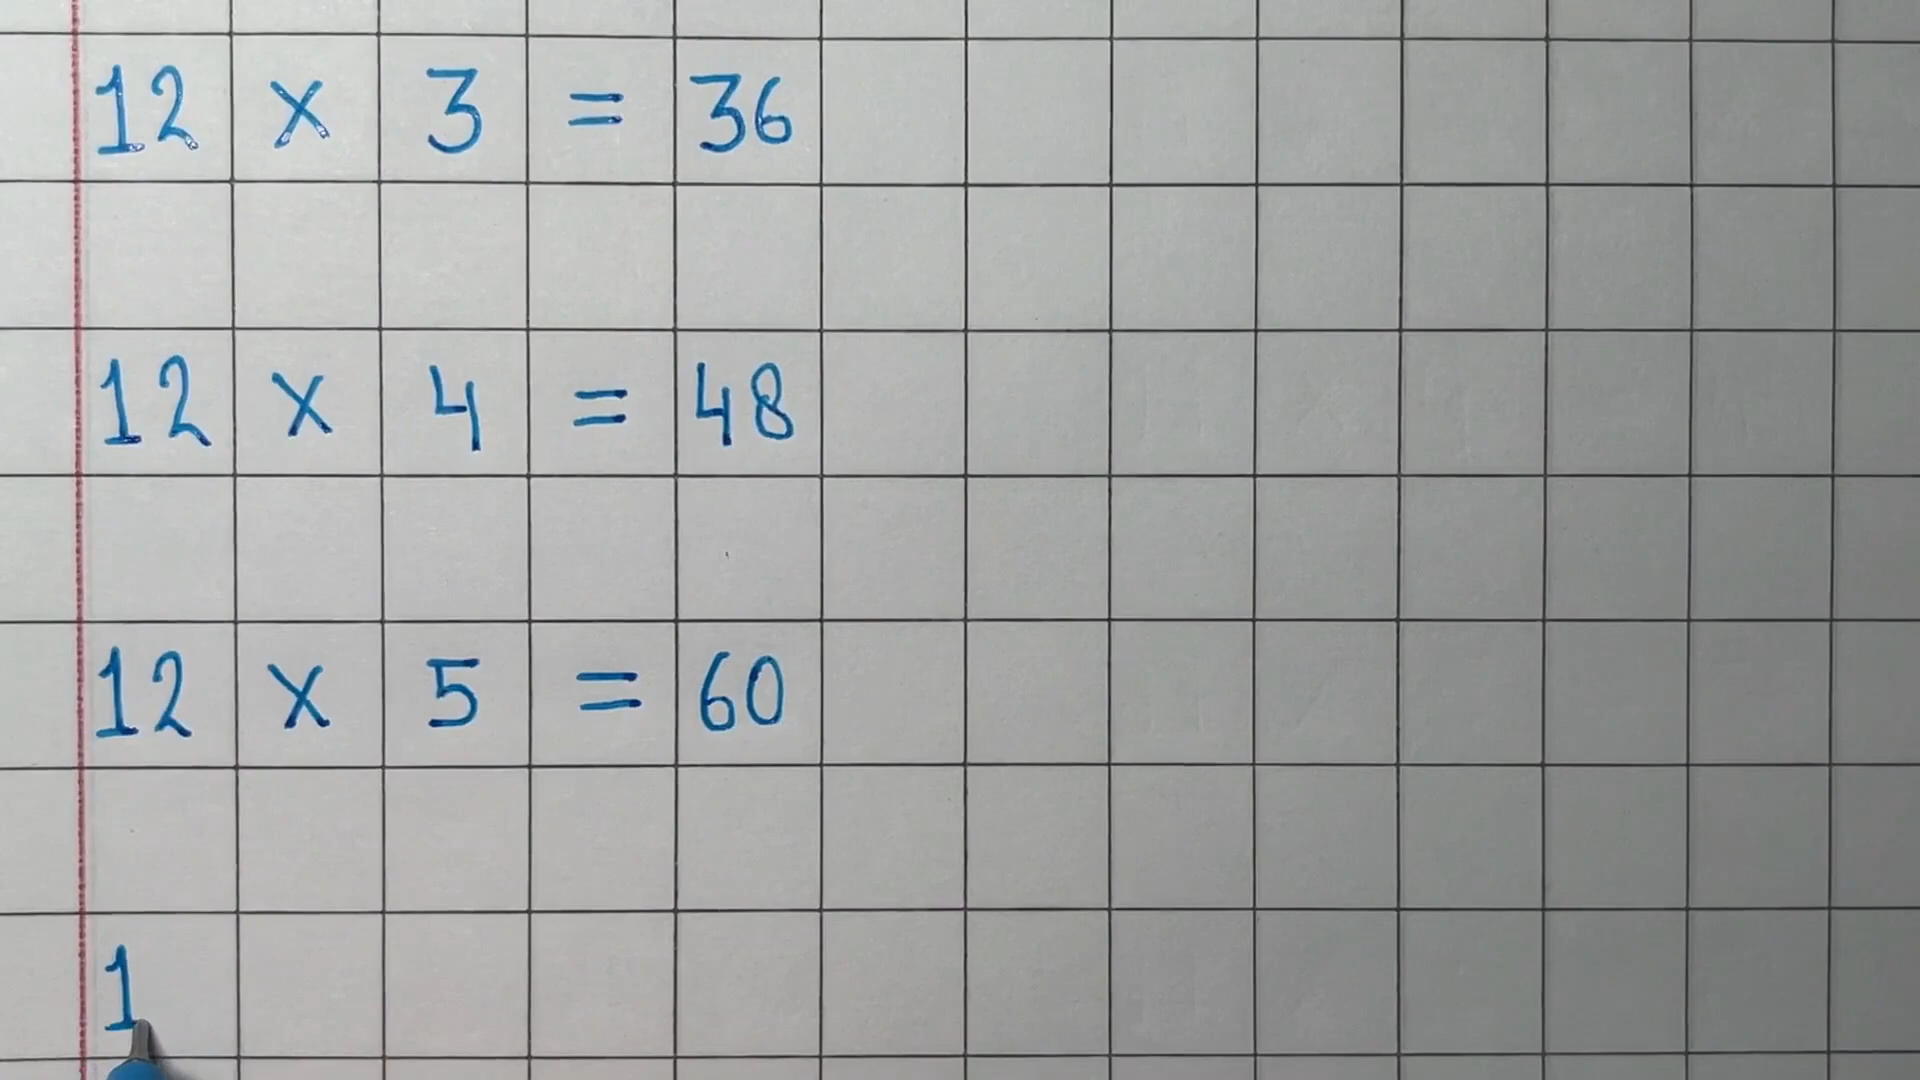 12 x 3 = 36
12 x 4 = 48
12 x 5 = 60
1